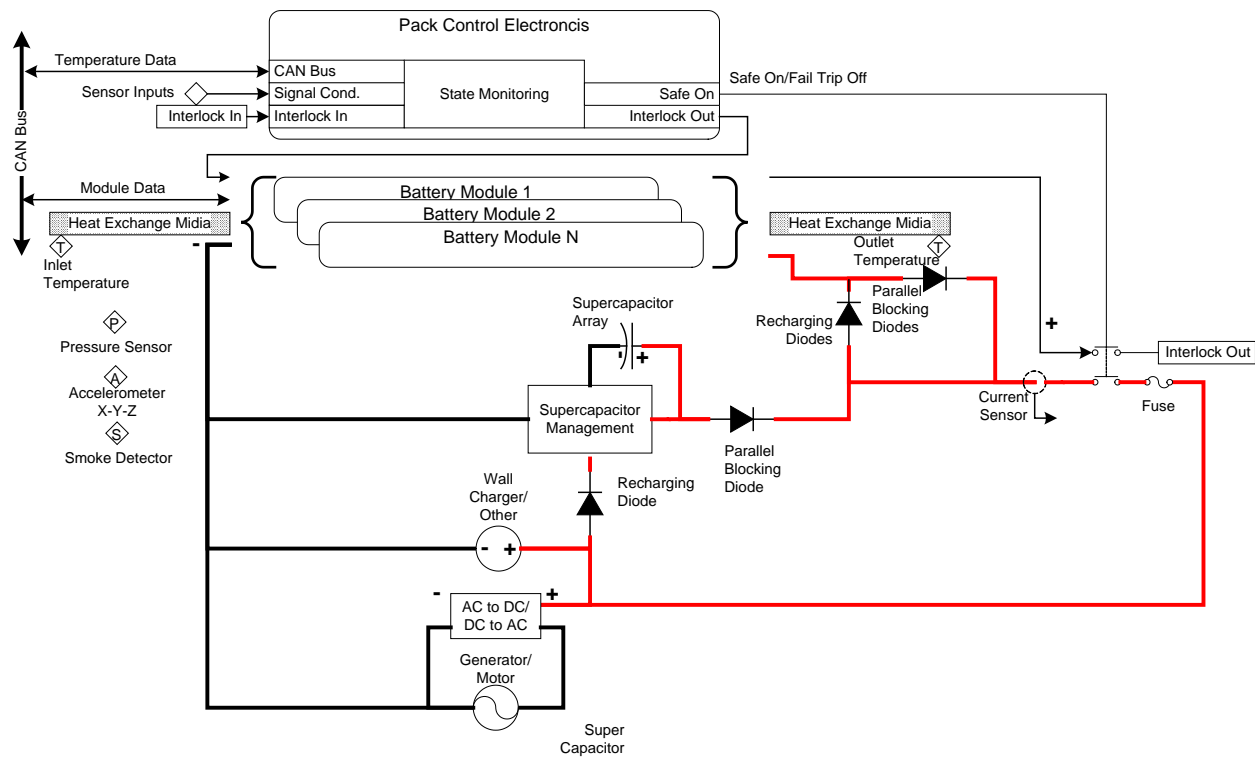 Pack Control Electroncis
Temperature Data
CAN Bus
Safe On/Fail Trip Off
Sensor Inputs
Signal Cond.
State Monitoring
Safe On
Interlock In
Interlock In
Interlock Out
CAN Bus
Module Data
Battery Module 1
Battery Module 2
Battery Module N
Heat Exchange Midia
Heat Exchange Midia
-
T
Inlet
Temperature
Outlet
Temperature
T
P
Pressure Sensor
A
Accelerometer
X-Y-Z
S
Smoke Detector
Supercapacitor
Array
- +
Recharging
Diodes
Parallel
Blocking
Diodes
+
Interlock Out
Current
Sensor
Fuse
Supercapacitor
Management
Parallel
Blocking
Diode
Wall
Charger/
Other
Recharging
Diode
- +
- +
AC to DC/
DC to AC
Generator/
Motor
Super
Capacitor